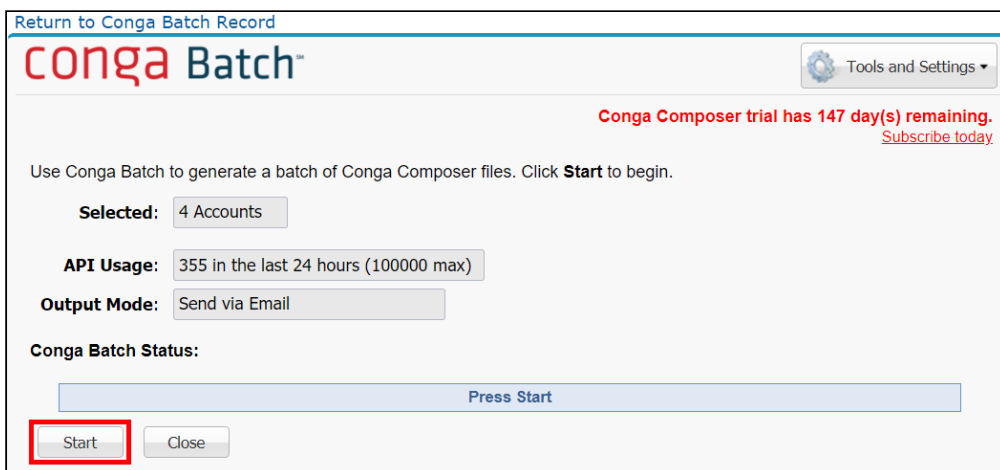 Return to Conga Batch Record
conga Batch℠
Tools and Settings
Conga Composer trial has 147 day(s) remaining.
Subscribe today
Use Conga Batch to generate a batch of Conga Composer files. Click Start to begin.
Selected: 4 Accounts
API Usage: 355 in the last 24 hours (100000 max)
Output Mode: Send via Email
Conga Batch Status:
Press Start
Start Close